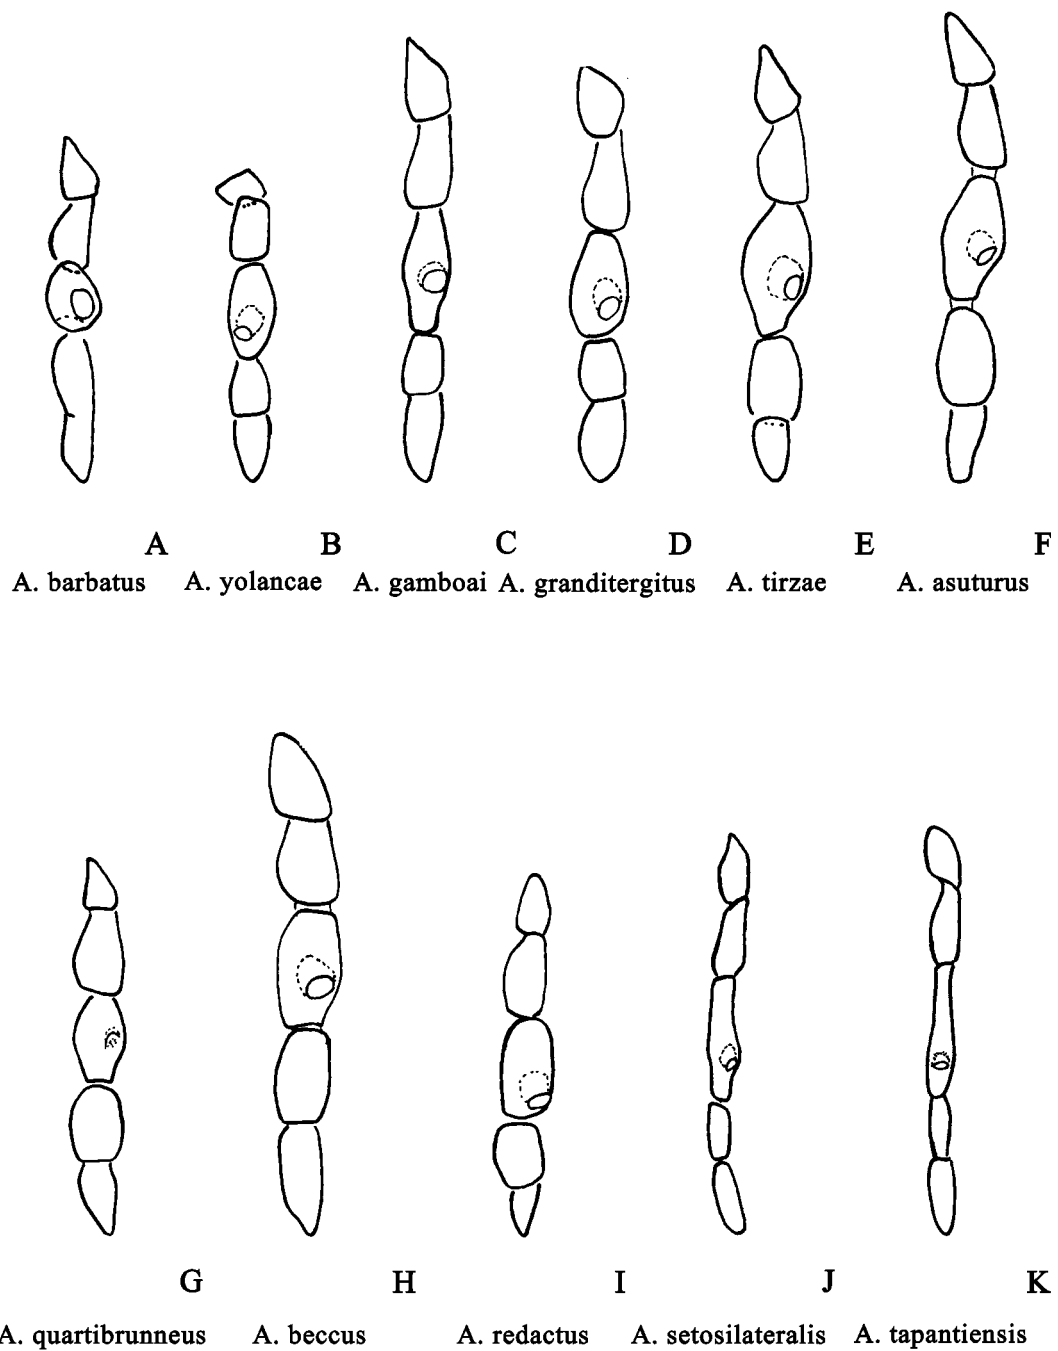 A B C D E F
A. barbatus A. yolancae A. gamboai A. granditergitus A. tirzae A. asuturus
G H I J K
A. quartibrunneus A. beccus A. redactus A. setosilateralis A. tapantiensis